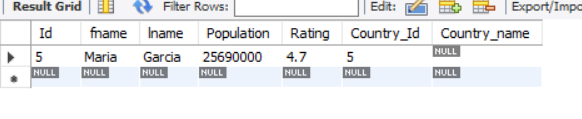 Result Grid Filter Rows: Edit: Export/Impo
Id fname lname Population Rating Country_Id Country_name
5 Maria Garcia 25690000 4.7 5 NULL
NULL NULL NULL NULL NULL NULL NULL